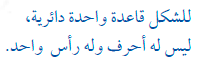 للشكل قاعدة واحدة دائرية،
ليس له أحرف وله رأس واحد.